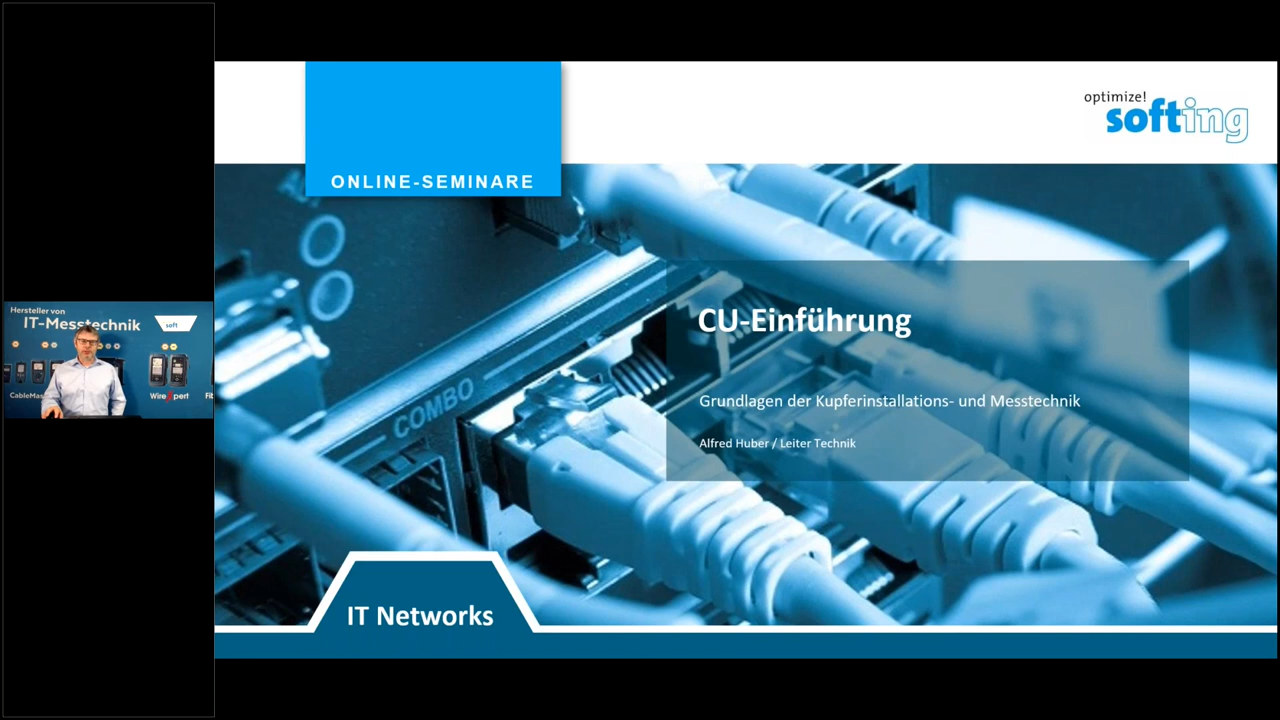 Hersteller von
IT-Messtechnik
soft
WireXpert
ONLINE-SEMINARE
optimize!
softing
COMBO
CU-Einführung
Grundlagen der Kupferinstallations- und Messtechnik
Alfred Huber / Leiter Technik
IT Networks